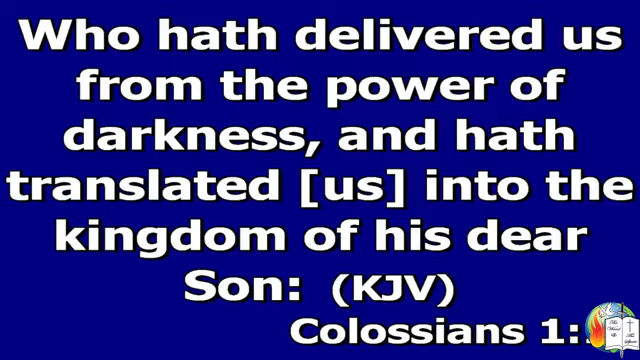 Who hath delivered us
from the power of
darkness, and hath
translated [us] into the
kingdom of his dear
Son: (KJV)
Colossians 1: